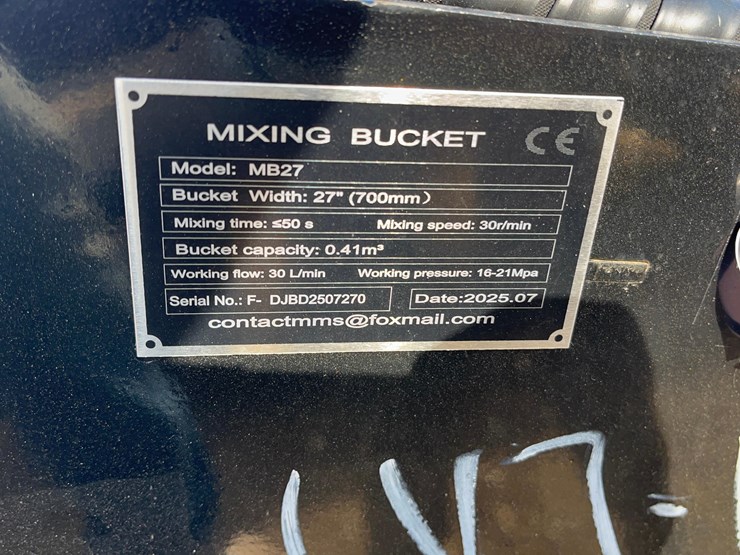 MIXING BUCKET CE
Model: MB27
Bucket Width: 27" (700mm）
Mixing time: ≤50 s Mixing speed: 30r/min
Bucket capacity: 0.41m³
Working flow: 30 L/min Working pressure: 16-21Mpa
Serial No.: F- DJBD2507270 Date:2025.07
contactmms@foxmail.com